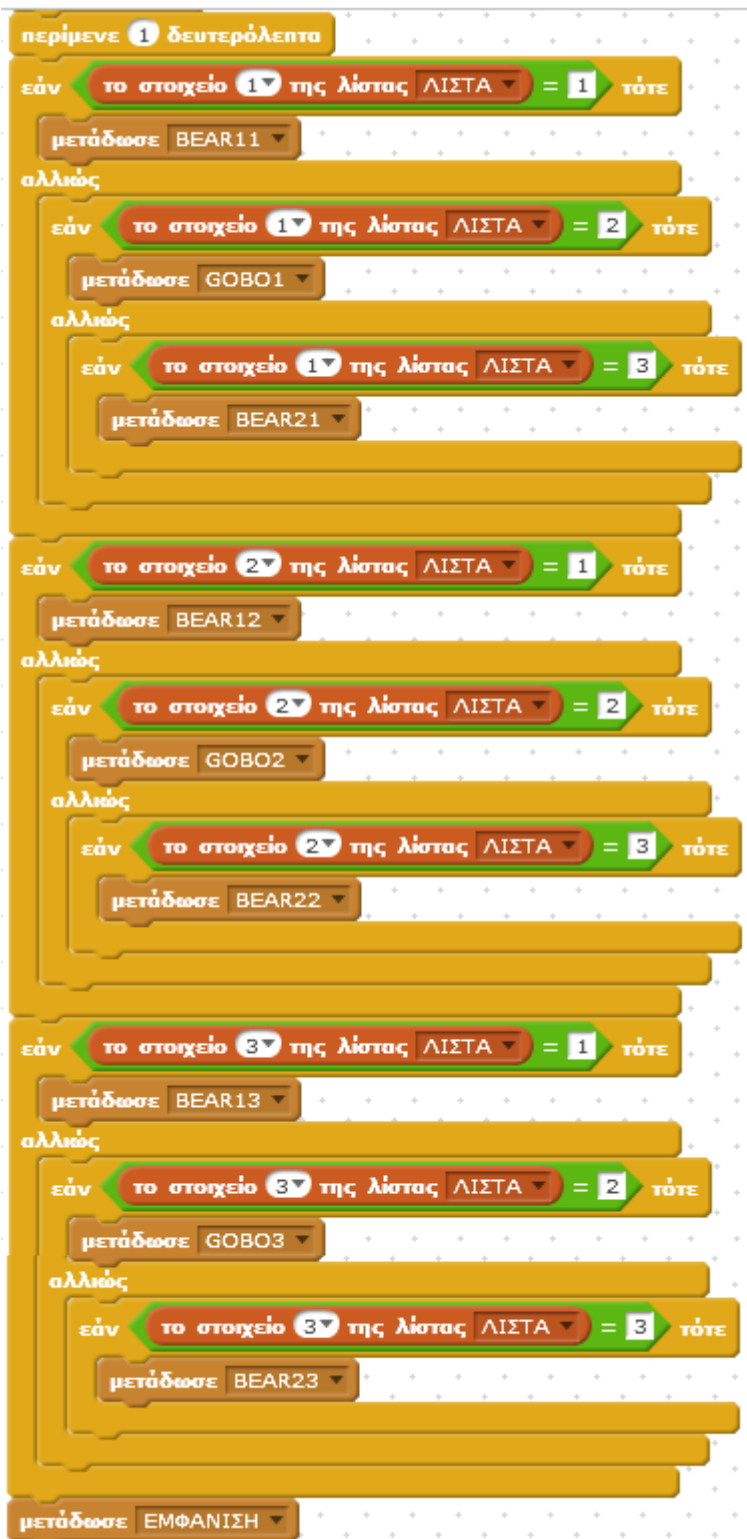 περίμενε 1 δευτερόλεπτα
εάν το στοιχείο 1 της λίστας ΛΙΣΤΑ = 1 τότε
μετάδωσε BEAR11
αλλιώς
εάν το στοιχείο 1 της λίστας ΛΙΣΤΑ = 2 τότε
μετάδωσε GOBO1
αλλιώς
εάν το στοιχείο 1 της λίστας ΛΙΣΤΑ = 3 τότε
μετάδωσε BEAR21
εάν το στοιχείο 2 της λίστας ΛΙΣΤΑ = 1 τότε
μετάδωσε BEAR12
αλλιώς
εάν το στοιχείο 2 της λίστας ΛΙΣΤΑ = 2 τότε
μετάδωσε GOBO2
αλλιώς
εάν το στοιχείο 2 της λίστας ΛΙΣΤΑ = 3 τότε
μετάδωσε BEAR22
εάν το στοιχείο 3 της λίστας ΛΙΣΤΑ = 1 τότε
μετάδωσε BEAR13
αλλιώς
εάν το στοιχείο 3 της λίστας ΛΙΣΤΑ = 2 τότε
μετάδωσε GOBO3
αλλιώς
εάν το στοιχείο 3 της λίστας ΛΙΣΤΑ = 3 τότε
μετάδωσε BEAR23
μετάδωσε ΕΜΦΑΝΙΣΗ